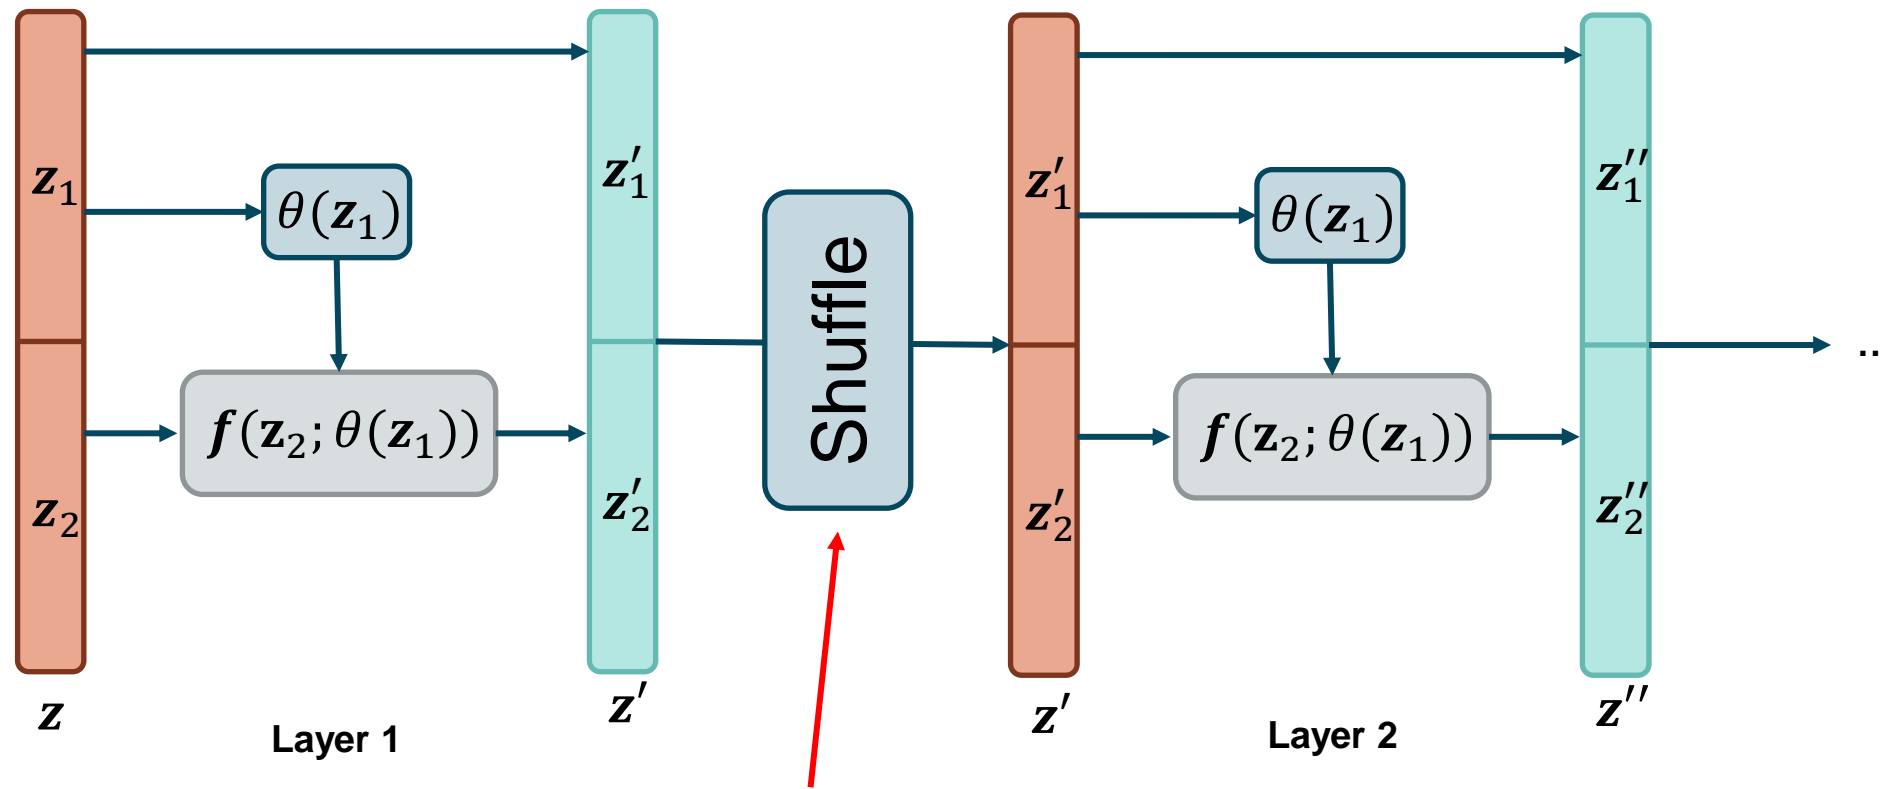 z₁
z₂
z
θ(z₁)
f(z₂; θ(z₁))
Layer 1
z′₁
z′₂
z′
Shuffle
z′₁
z′₂
z′
θ(z₁)
f(z₂; θ(z₁))
Layer 2
z′′₁
z′′₂
z′′
..